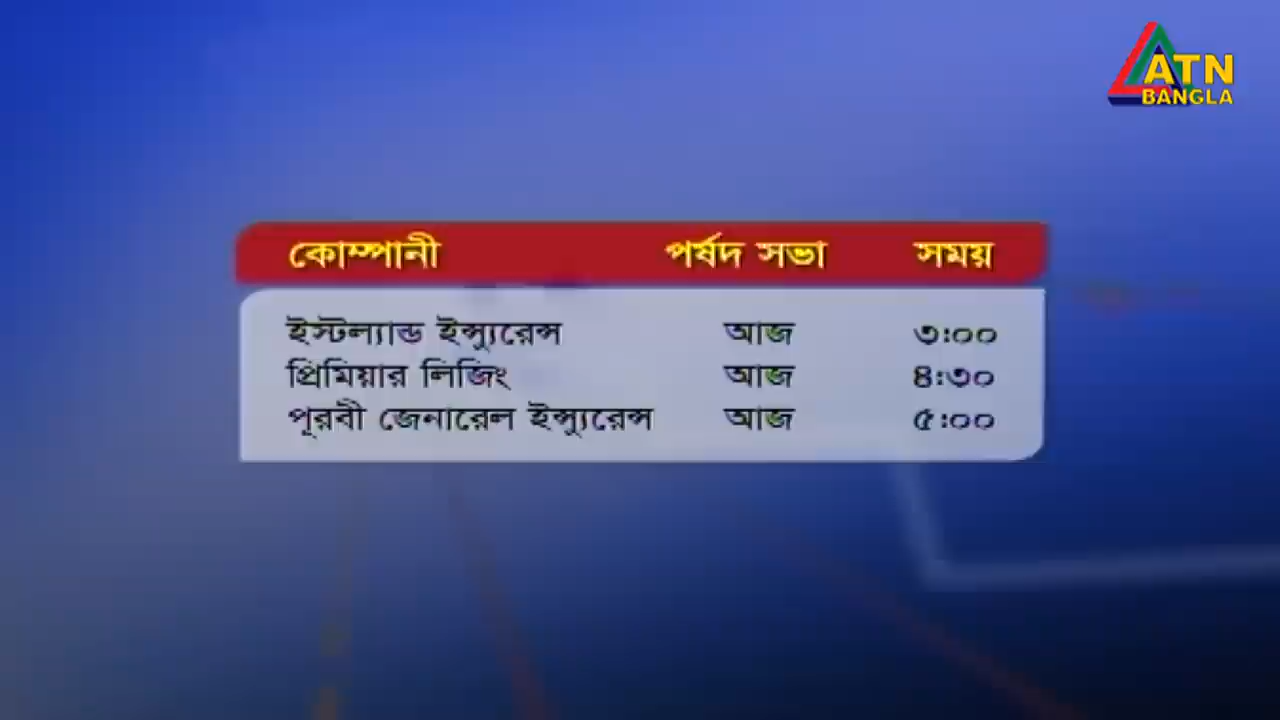 ATN
BANGLA
কোম্পানী পর্ষদ সভা সময়
ইস্টল্যান্ড ইন্স্যুরেন্স আজ ৩:০০
প্রিমিয়ার লিজিং আজ ৪:৩০
পূরবী জেনারেল ইন্স্যুরেন্স আজ ৫:০০